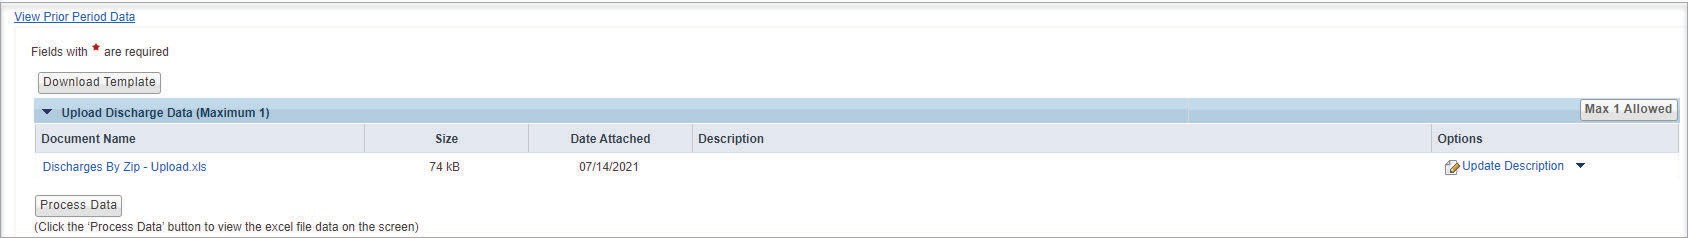 View Prior Period Data
Fields with * are required
Download Template
Upload Discharge Data (Maximum 1) Max 1 Allowed
Document Name Size Date Attached Description Options
Discharges By Zip - Upload.xls 74 kB 07/14/2021 Update Description
Process Data
(Click the ‘Process Data’ button to view the excel file data on the screen)